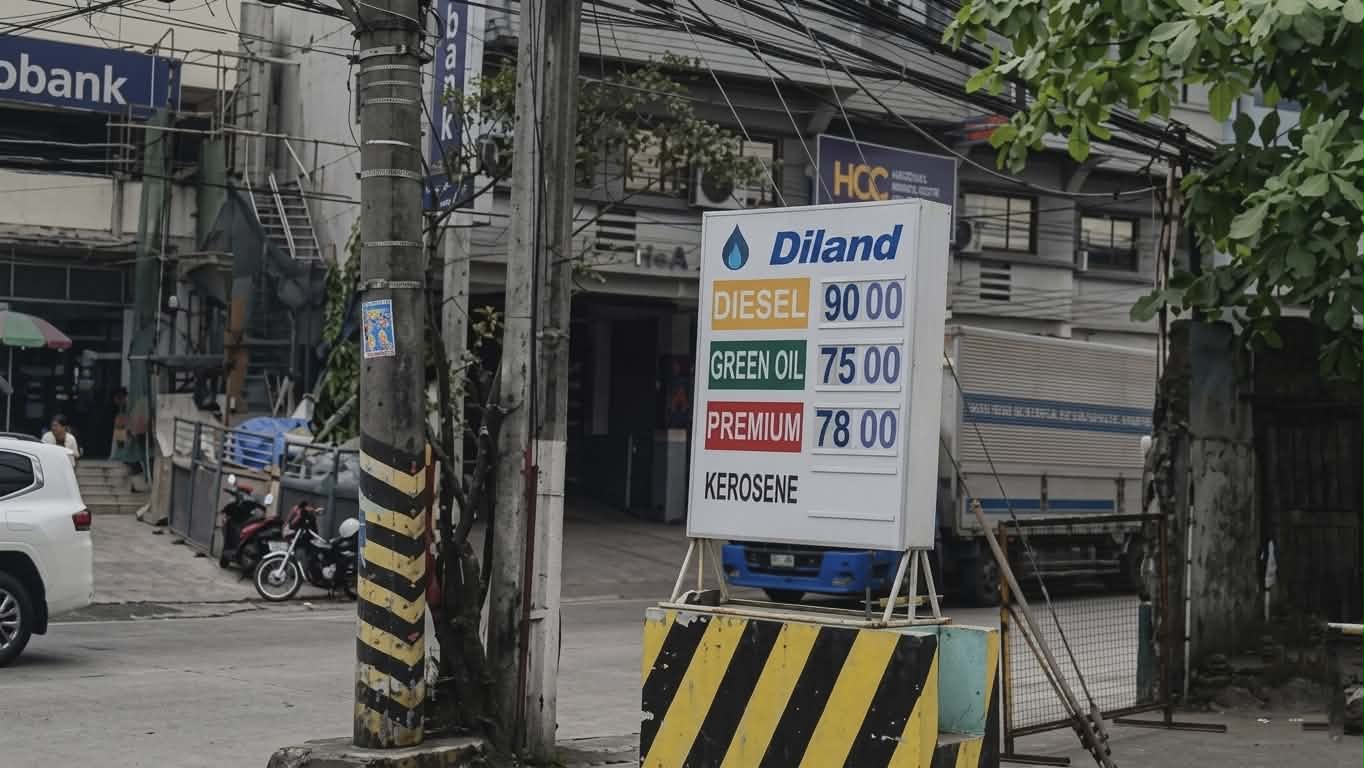 obank
bank
HCC
Diland
DIESEL 90 00
GREEN OIL 75 00
PREMIUM 78 00
KEROSENE